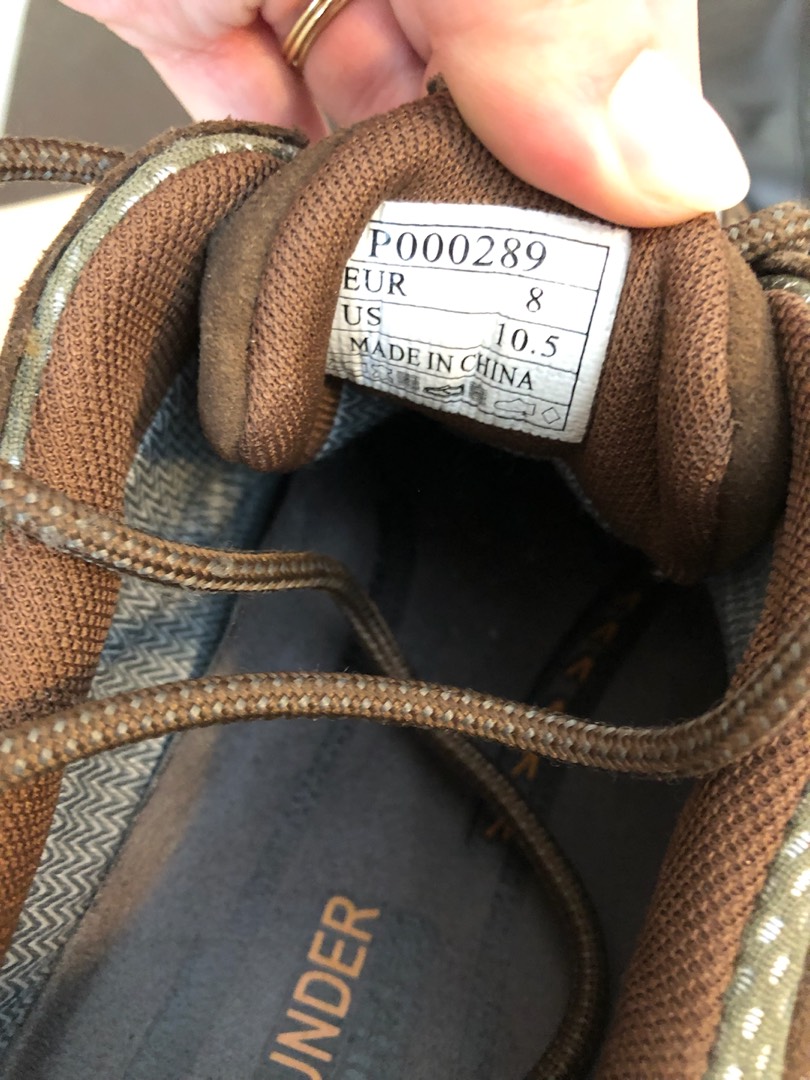 P000289
EUR 8
US 10.5
MADE IN CHINA
UNDER